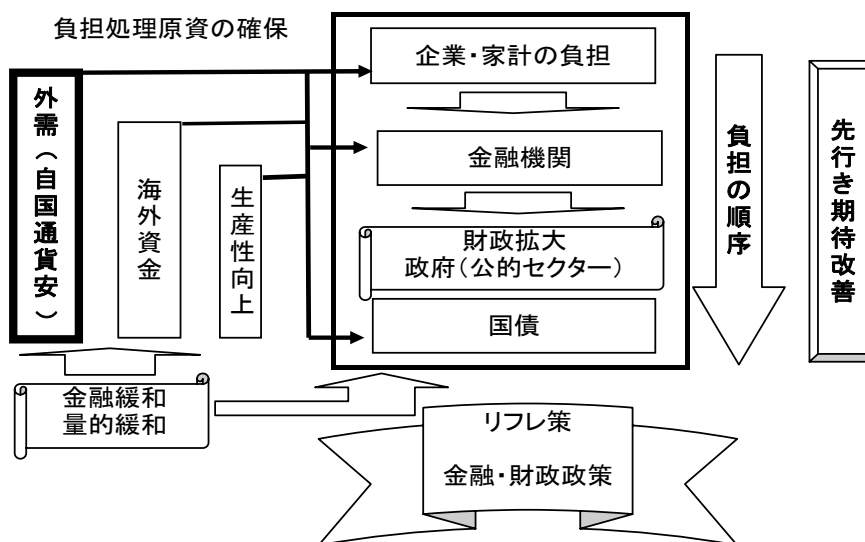 負担処理原資の確保
外需（自国通貨安）
海外資金
生産性向上
企業・家計の負担
金融機関
財政拡大
政府（公的セクター）
国債
負担の順序
先行き期待改善
金融緩和
量的緩和
リフレ策
金融・財政政策